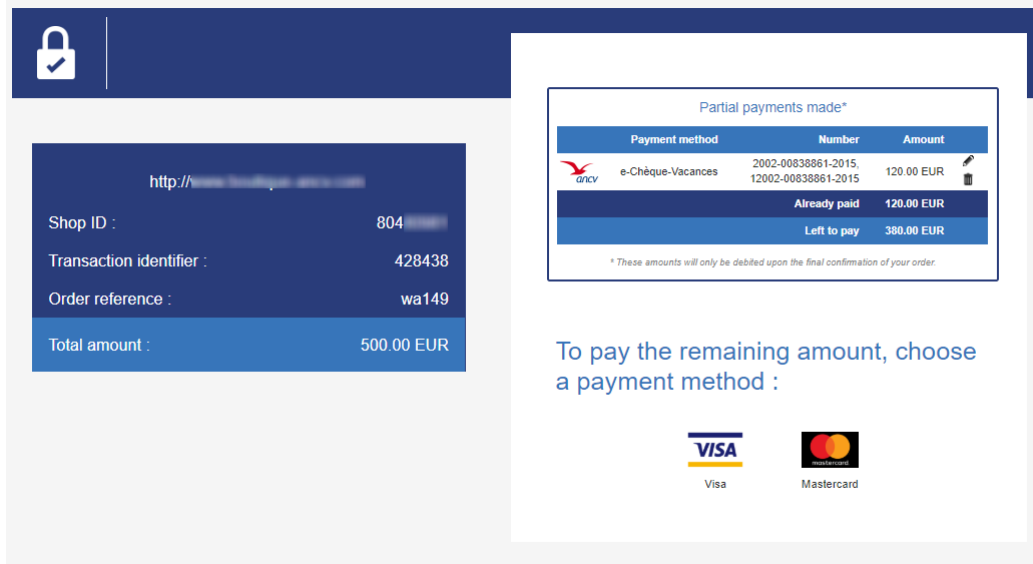 http://
Shop ID : 804
Transaction identifier : 428438
Order reference : wa149
Total amount : 500.00 EUR
Partial payments made*
Payment method Number Amount
ancv e-Chèque-Vacances 2002-00838861-2015, 120.00 EUR
12002-00838861-2015
Already paid 120.00 EUR
Left to pay 380.00 EUR
* These amounts will only be debited upon the final confirmation of your order.
To pay the remaining amount, choose
a payment method :
VISA mastercard
Visa Mastercard